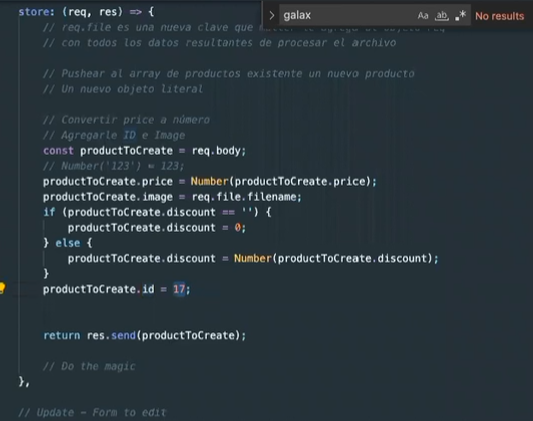 store: (req, res) => {
galax
Aa ab .*
No results
// req.file es una nueva clave que
// con todos los datos resultantes de procesar el archivo
// Pushear al array de productos existente un nuevo producto
// Un nuevo objeto literal
// Convertir price a número
// Agregarle ID e Image
const productToCreate = req.body;
// Number('123') = 123;
productToCreate.price = Number(productToCreate.price);
productToCreate.image = req.file.filename;
if (productToCreate.discount == '') {
productToCreate.discount = 0;
} else {
productToCreate.discount = Number(productToCreate.discount);
}
productToCreate.id = 17;
return res.send(productToCreate);
// Do the magic
},
// Update - Form to edit